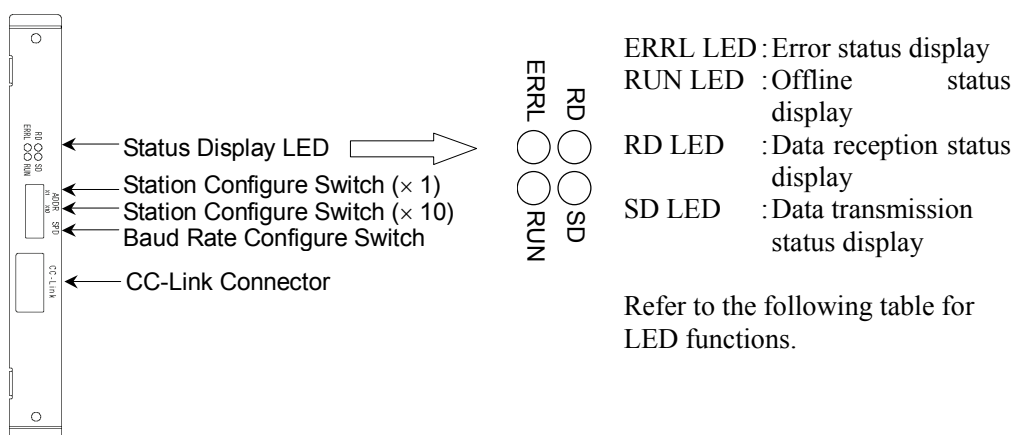 ERRL RD
RUN SD
ADDR
X1 X10
SPD
CC-Link
Status Display LED
Station Configure Switch (× 1)
Station Configure Switch (× 10)
Baud Rate Configure Switch
CC-Link Connector
ERRL RD
RUN SD
ERRL LED : Error status display
RUN LED : Offline status
display
RD LED : Data reception status
display
SD LED : Data transmission
status display
Refer to the following table for
LED functions.